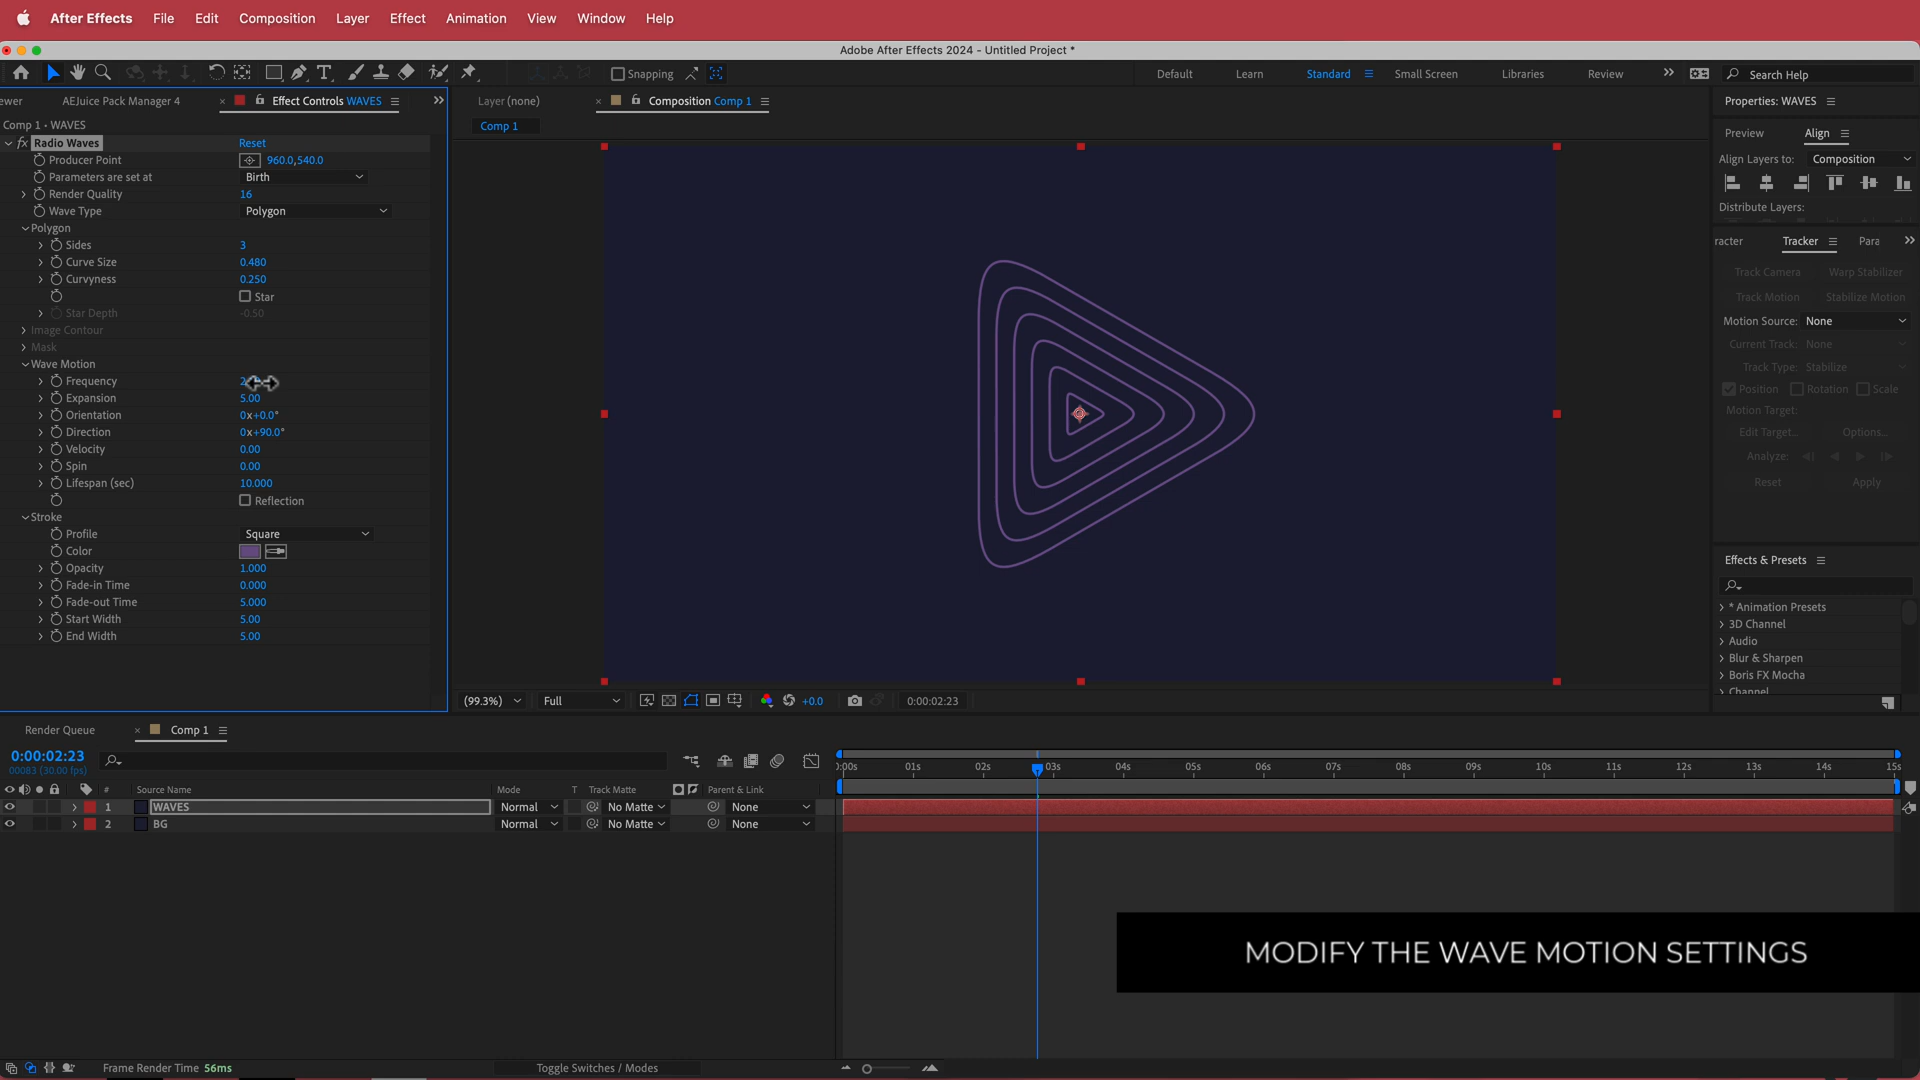 After Effects File Edit Composition Layer Effect Animation View Window Help
Adobe After Effects 2024 - Untitled Project *
Snapping
Default Learn Standard Small Screen Libraries Review Search Help
ewer AEJuice Pack Manager 4 Effect Controls WAVES
Layer (none) Composition Comp 1
Properties: WAVES
Comp 1 • WAVES
Comp 1
fx Radio Waves Reset
Producer Point 960.0,540.0
Parameters are set at Birth
Render Quality 16
Wave Type Polygon
Polygon
Sides 3
Curve Size 0.480
Curvyness 0.250
Star
Star Depth -0.50
Image Contour
Mask
Wave Motion
Frequency
Expansion 5.00
Orientation 0x+0.0°
Direction 0x+90.0°
Velocity 0.00
Spin 0.00
Lifespan (sec) 10.000
Reflection
Stroke
Profile Square
Color
Opacity 1.000
Fade-in Time 0.000
Fade-out Time 5.000
Start Width 5.00
End Width 5.00
Preview Align
Align Layers to: Composition
Distribute Layers:
racter Tracker Para
Track Camera Warp Stabilizer
Track Motion Stabilize Motion
Motion Source: None
Current Track: None
Track Type: Stabilize
Position Rotation Scale
Motion Target:
Edit Target... Options...
Analyze:
Reset Apply
Effects & Presets
* Animation Presets
3D Channel
Audio
Blur & Sharpen
Boris FX Mocha
Channel
(99.3%) Full +0.0 0:00:02:23
Render Queue Comp 1
0:00:02:23
00083 (30.00 fps)
:00s 01s 02s 03s 04s 05s 06s 07s 08s 09s 10s 11s 12s 13s 14s 15s
# Source Name Mode T Track Matte Parent & Link
1 WAVES Normal No Matte None
2 BG Normal No Matte None
MODIFY THE WAVE MOTION SETTINGS
Frame Render Time 56ms Toggle Switches / Modes